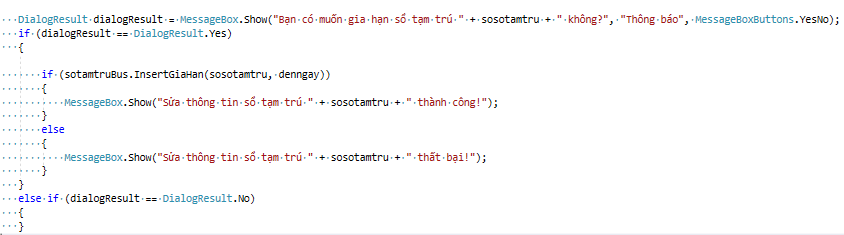 DialogResult dialogResult = MessageBox.Show("Bạn có muốn gia hạn sổ tạm trú " + sosotamtru + " không?", "Thông báo", MessageBoxButtons.YesNo);
if (dialogResult == DialogResult.Yes)
{
if (sotamtruBus.InsertGiaHan(sosotamtru, denngay))
{
MessageBox.Show("Sửa thông tin sổ tạm trú " + sosotamtru + " thành công!");
}
else
{
MessageBox.Show("Sửa thông tin sổ tạm trú " + sosotamtru + " thất bại!");
}
}
else if (dialogResult == DialogResult.No)
{
}